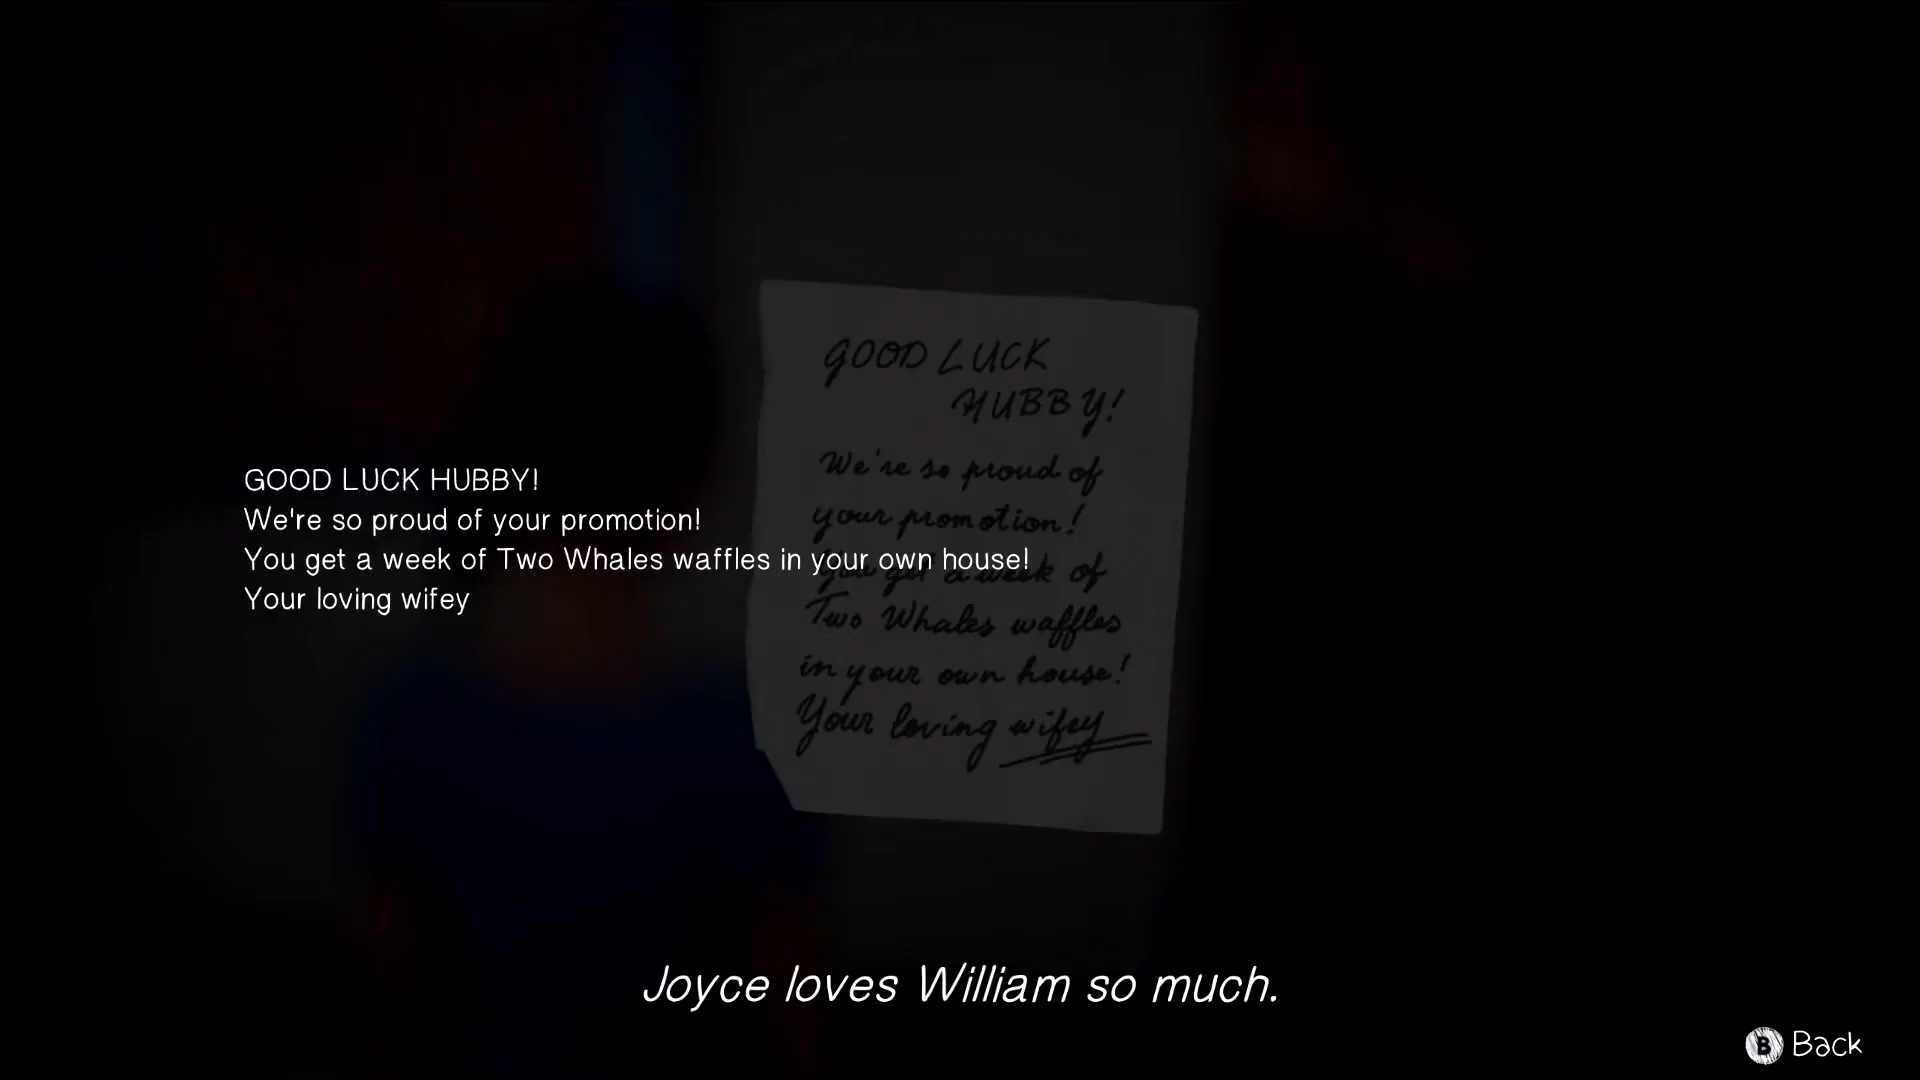 GOOD LUCK
HUBBY!
We're so proud of
your promotion!
You get a week of
Two Whales waffles
in your own house!
Your loving wifey
GOOD LUCK HUBBY!
We're so proud of your promotion!
You get a week of Two Whales waffles in your own house!
Your loving wifey
Joyce loves William so much.
B Back